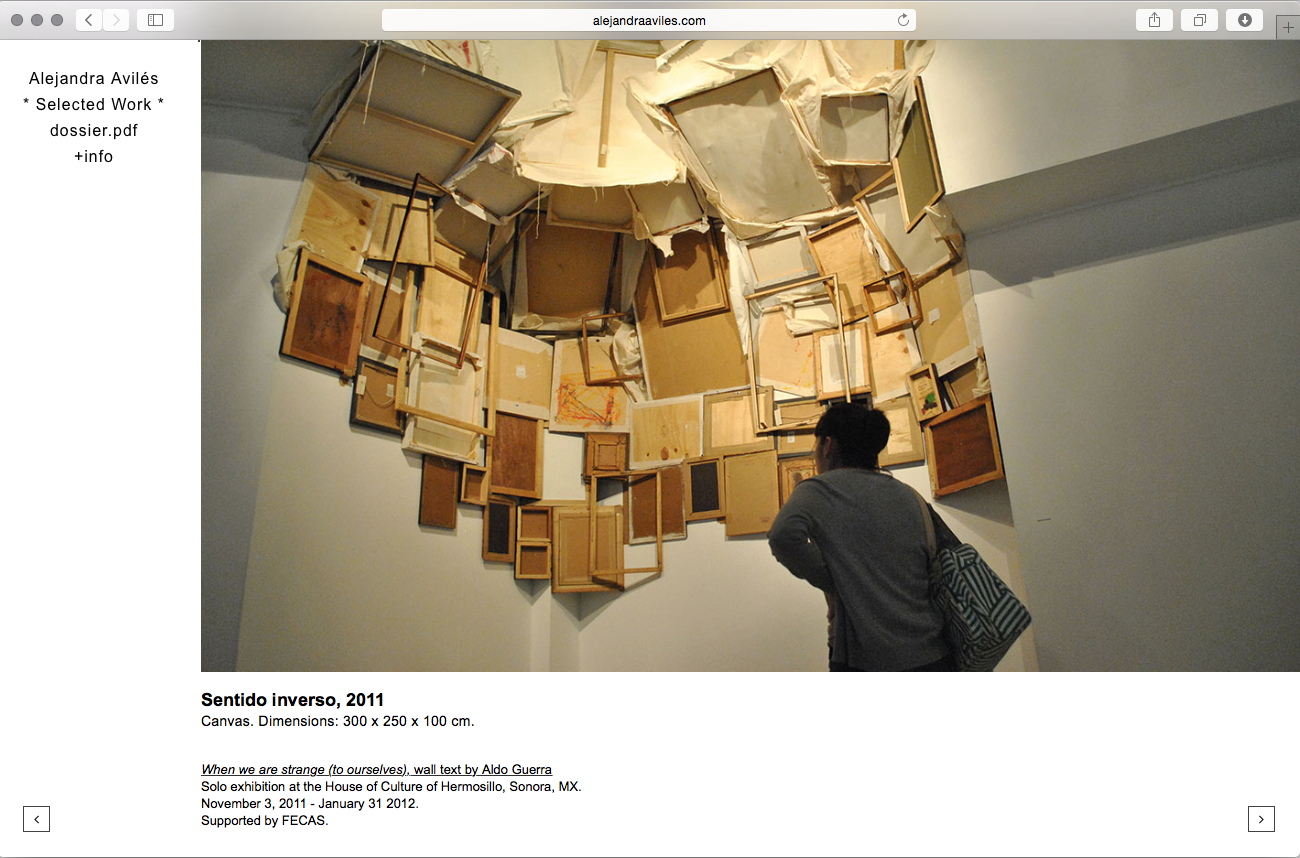 alejandraaviles.com
Alejandra Avilés
* Selected Work *
dossier.pdf
+info
Sentido inverso, 2011
Canvas. Dimensions: 300 x 250 x 100 cm.
When we are strange (to ourselves), wall text by Aldo Guerra
Solo exhibition at the House of Culture of Hermosillo, Sonora, MX.
November 3, 2011 - January 31 2012.
Supported by FECAS.